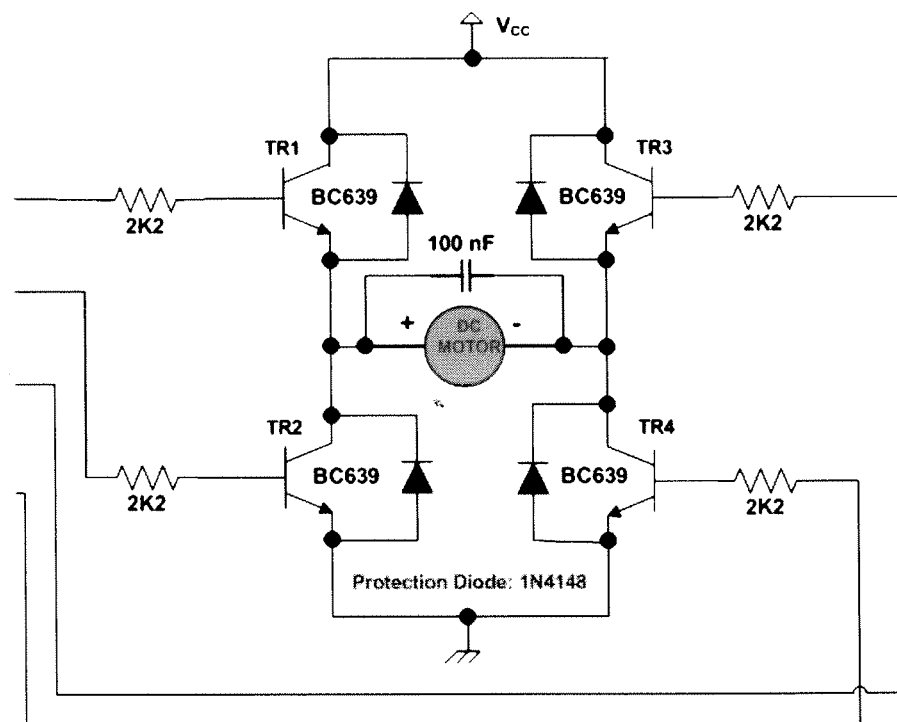 VCC
TR1
TR3
BC639
BC639
2K2
2K2
100 nF
+
DC
-
MOTOR
TR2
TR4
BC639
BC639
2K2
2K2
Protection Diode: 1N4148